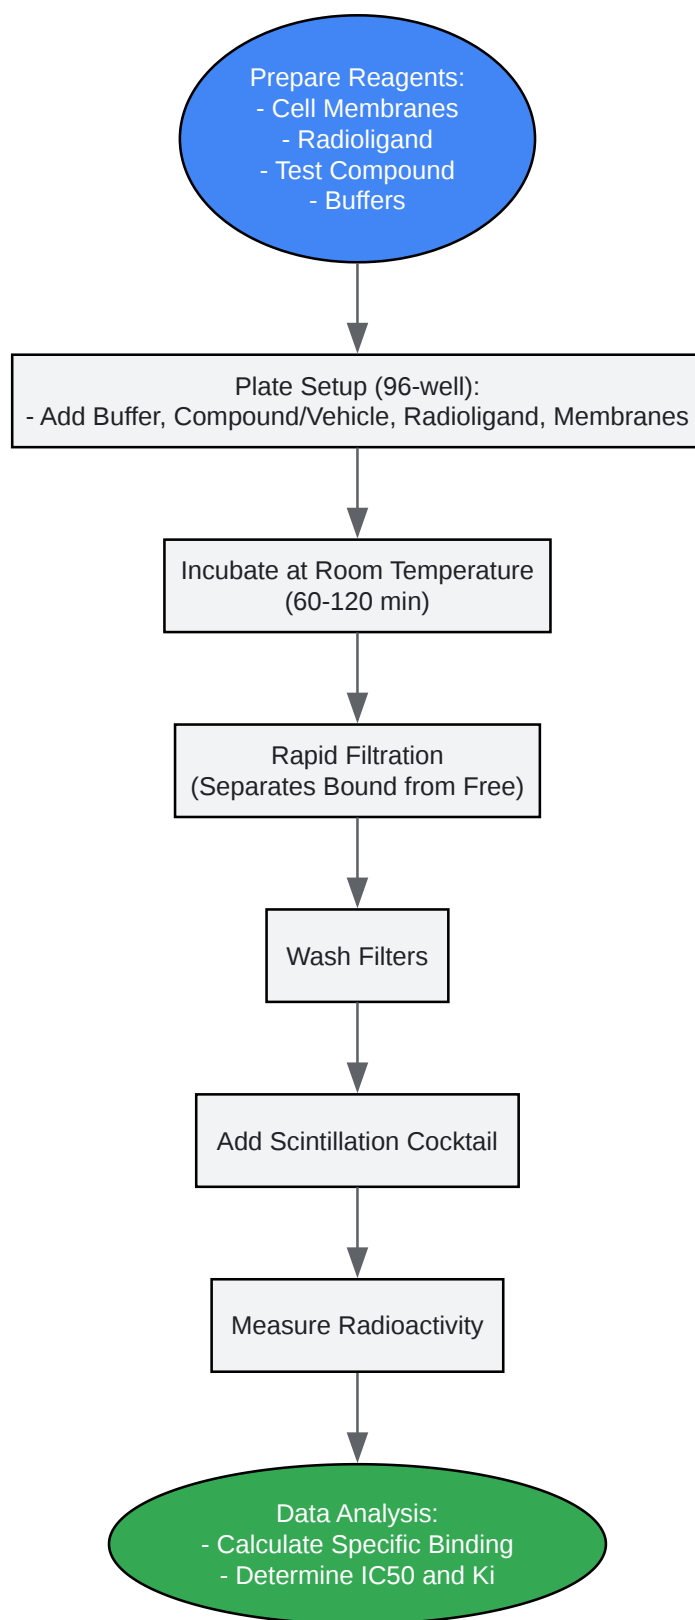 Prepare Reagents:
- Cell Membranes
- Radioligand
- Test Compound
- Buffers
Plate Setup (96-well):
- Add Buffer, Compound/Vehicle, Radioligand, Membranes
Incubate at Room Temperature
(60-120 min)
Rapid Filtration
(Separates Bound from Free)
Wash Filters
Add Scintillation Cocktail
Measure Radioactivity
Data Analysis:
- Calculate Specific Binding
- Determine IC50 and Ki